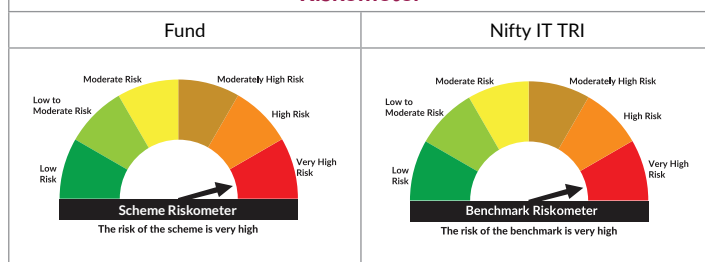 Riskometer
Fund
Nifty IT TRI
Moderate Risk
Moderately High Risk
Low to
Moderate Risk
High Risk
Low
Risk
Very High
Risk
Scheme Riskometer
The risk of the scheme is very high
Moderate Risk
Moderately High Risk
Low to
Moderate Risk
High Risk
Low
Risk
Very High
Risk
Benchmark Riskometer
The risk of the benchmark is very high